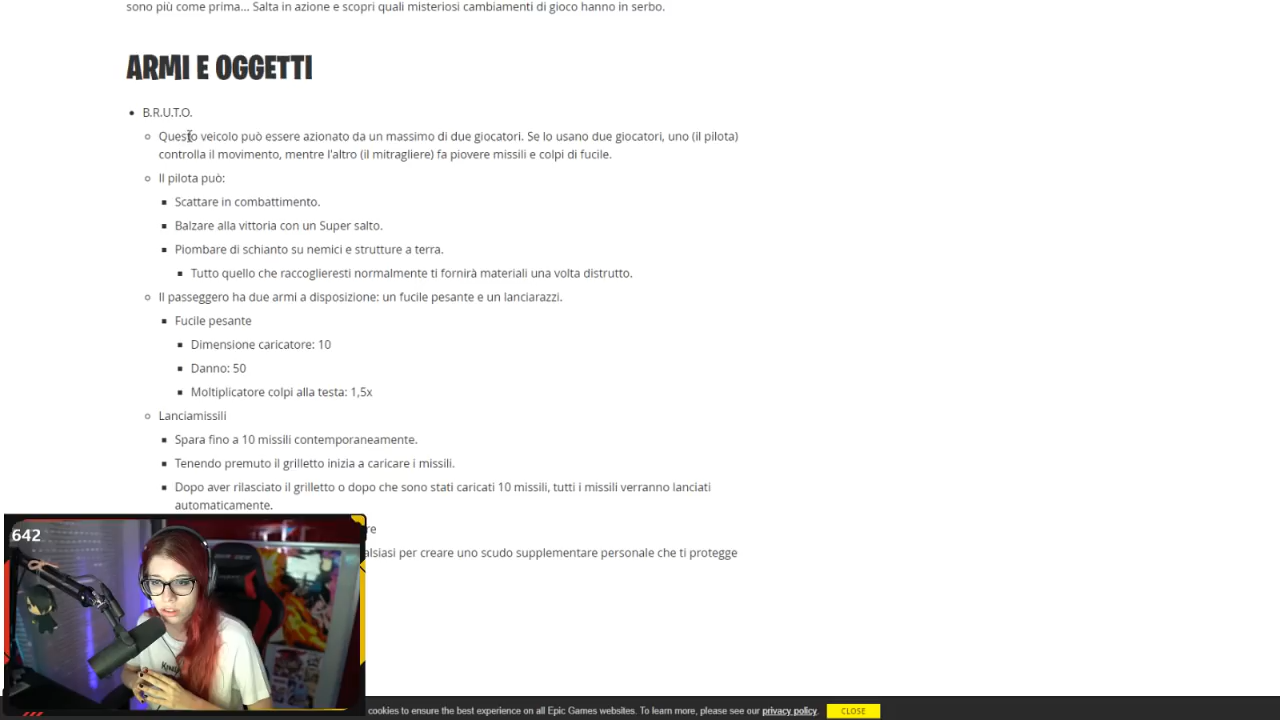 sono più come prima... Salta in azione e scopri quali misteriosi cambiamenti di gioco hanno in serbo.
ARMI E OGGETTI
B.R.U.T.O.
Questo veicolo può essere azionato da un massimo di due giocatori. Se lo usano due giocatori, uno (il pilota)
controlla il movimento, mentre l'altro (il mitragliere) fa piovere missili e colpi di fucile.
Il pilota può:
Scattare in combattimento.
Balzare alla vittoria con un Super salto.
Piombare di schianto su nemici e strutture a terra.
Tutto quello che raccoglieresti normalmente ti fornirà materiali una volta distrutto.
Il passeggero ha due armi a disposizione: un fucile pesante e un lanciarazzi.
Fucile pesante
Dimensione caricatore: 10
Danno: 50
Moltiplicatore colpi alla testa: 1,5x
Lanciamissili
Spara fino a 10 missili contemporaneamente.
Tenendo premuto il grilletto inizia a caricare i missili.
Dopo aver rilasciato il grilletto o dopo che sono stati caricati 10 missili, tutti i missili verranno lanciati
automaticamente.
re
alsiasi per creare uno scudo supplementare personale che ti protegge
642
cookies to ensure the best experience on all Epic Games websites. To learn more, please see our privacy policy. CLOSE